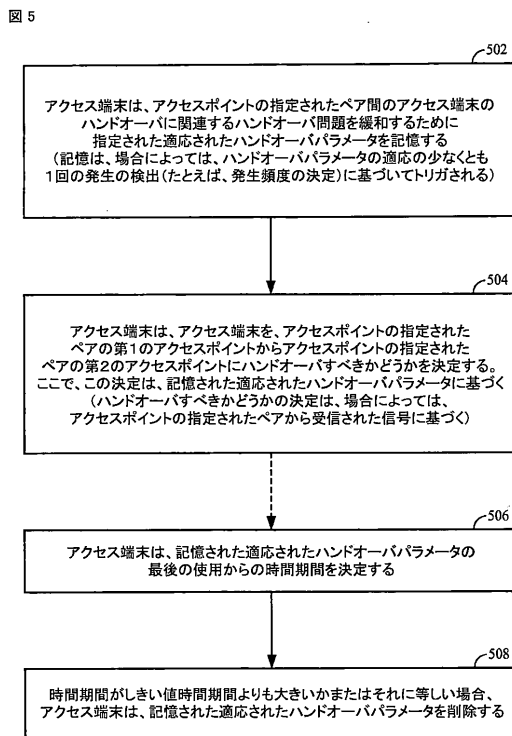 図 5
502
アクセス端末は、アクセスポイントの指定されたペア間のアクセス端末の
ハンドオーバに関連するハンドオーバ問題を緩和するために
指定された適応されたハンドオーバパラメータを記憶する
(記憶は、場合によっては、ハンドオーバパラメータの適応の少なくとも
1回の発生の検出(たとえば、発生頻度の決定)に基づいてトリガされる)
504
アクセス端末は、アクセス端末を、アクセスポイントの指定された
ペアの第1のアクセスポイントからアクセスポイントの指定された
ペアの第2のアクセスポイントにハンドオーバすべきかどうかを決定する。
ここで、この決定は、記憶された適応されたハンドオーバパラメータに基づく
(ハンドオーバすべきかどうかの決定は、場合によっては、
アクセスポイントの指定されたペアから受信された信号に基づく)
506
アクセス端末は、記憶された適応されたハンドオーバパラメータの
最後の使用からの時間期間を決定する
508
時間期間がしきい値時間期間よりも大きいかまたはそれに等しい場合、
アクセス端末は、記憶された適応されたハンドオーバパラメータを削除する